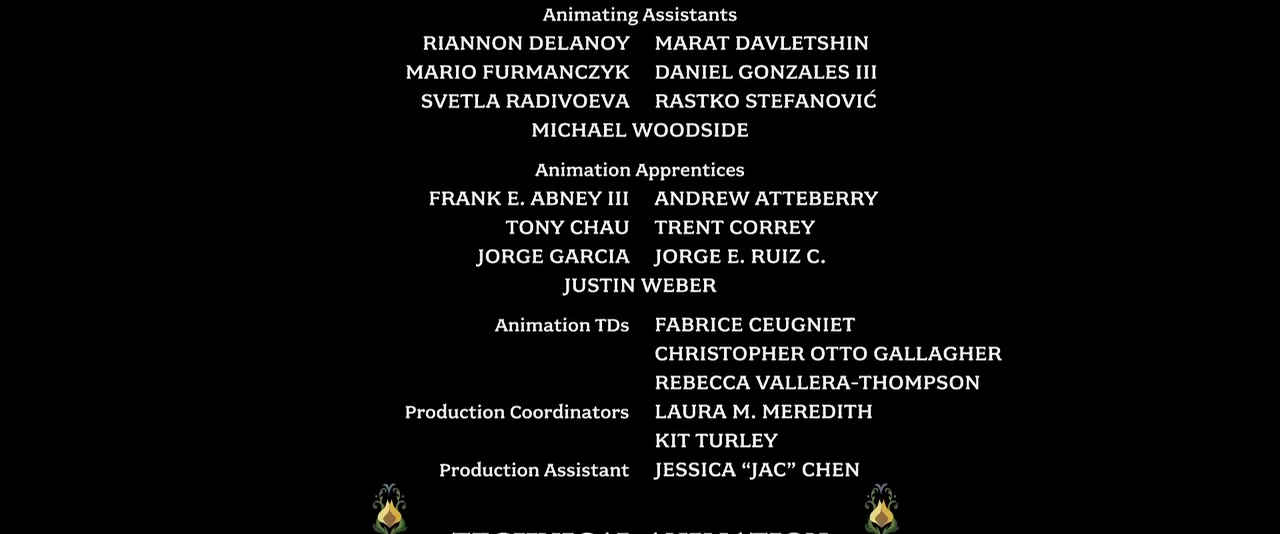 Animating Assistants
RIANNON DELANOY MARAT DAVLETSHIN
MARIO FURMANCZYK DANIEL GONZALES III
SVETLA RADIVOEVA RASTKO STEFANOVIĆ
MICHAEL WOODSIDE
Animation Apprentices
FRANK E. ABNEY III ANDREW ATTEBERRY
TONY CHAU TRENT CORREY
JORGE GARCIA JORGE E. RUIZ C.
JUSTIN WEBER
Animation TDs FABRICE CEUGNIET
CHRISTOPHER OTTO GALLAGHER
REBECCA VALLERA-THOMPSON
Production Coordinators LAURA M. MEREDITH
KIT TURLEY
Production Assistant JESSICA “JAC” CHEN